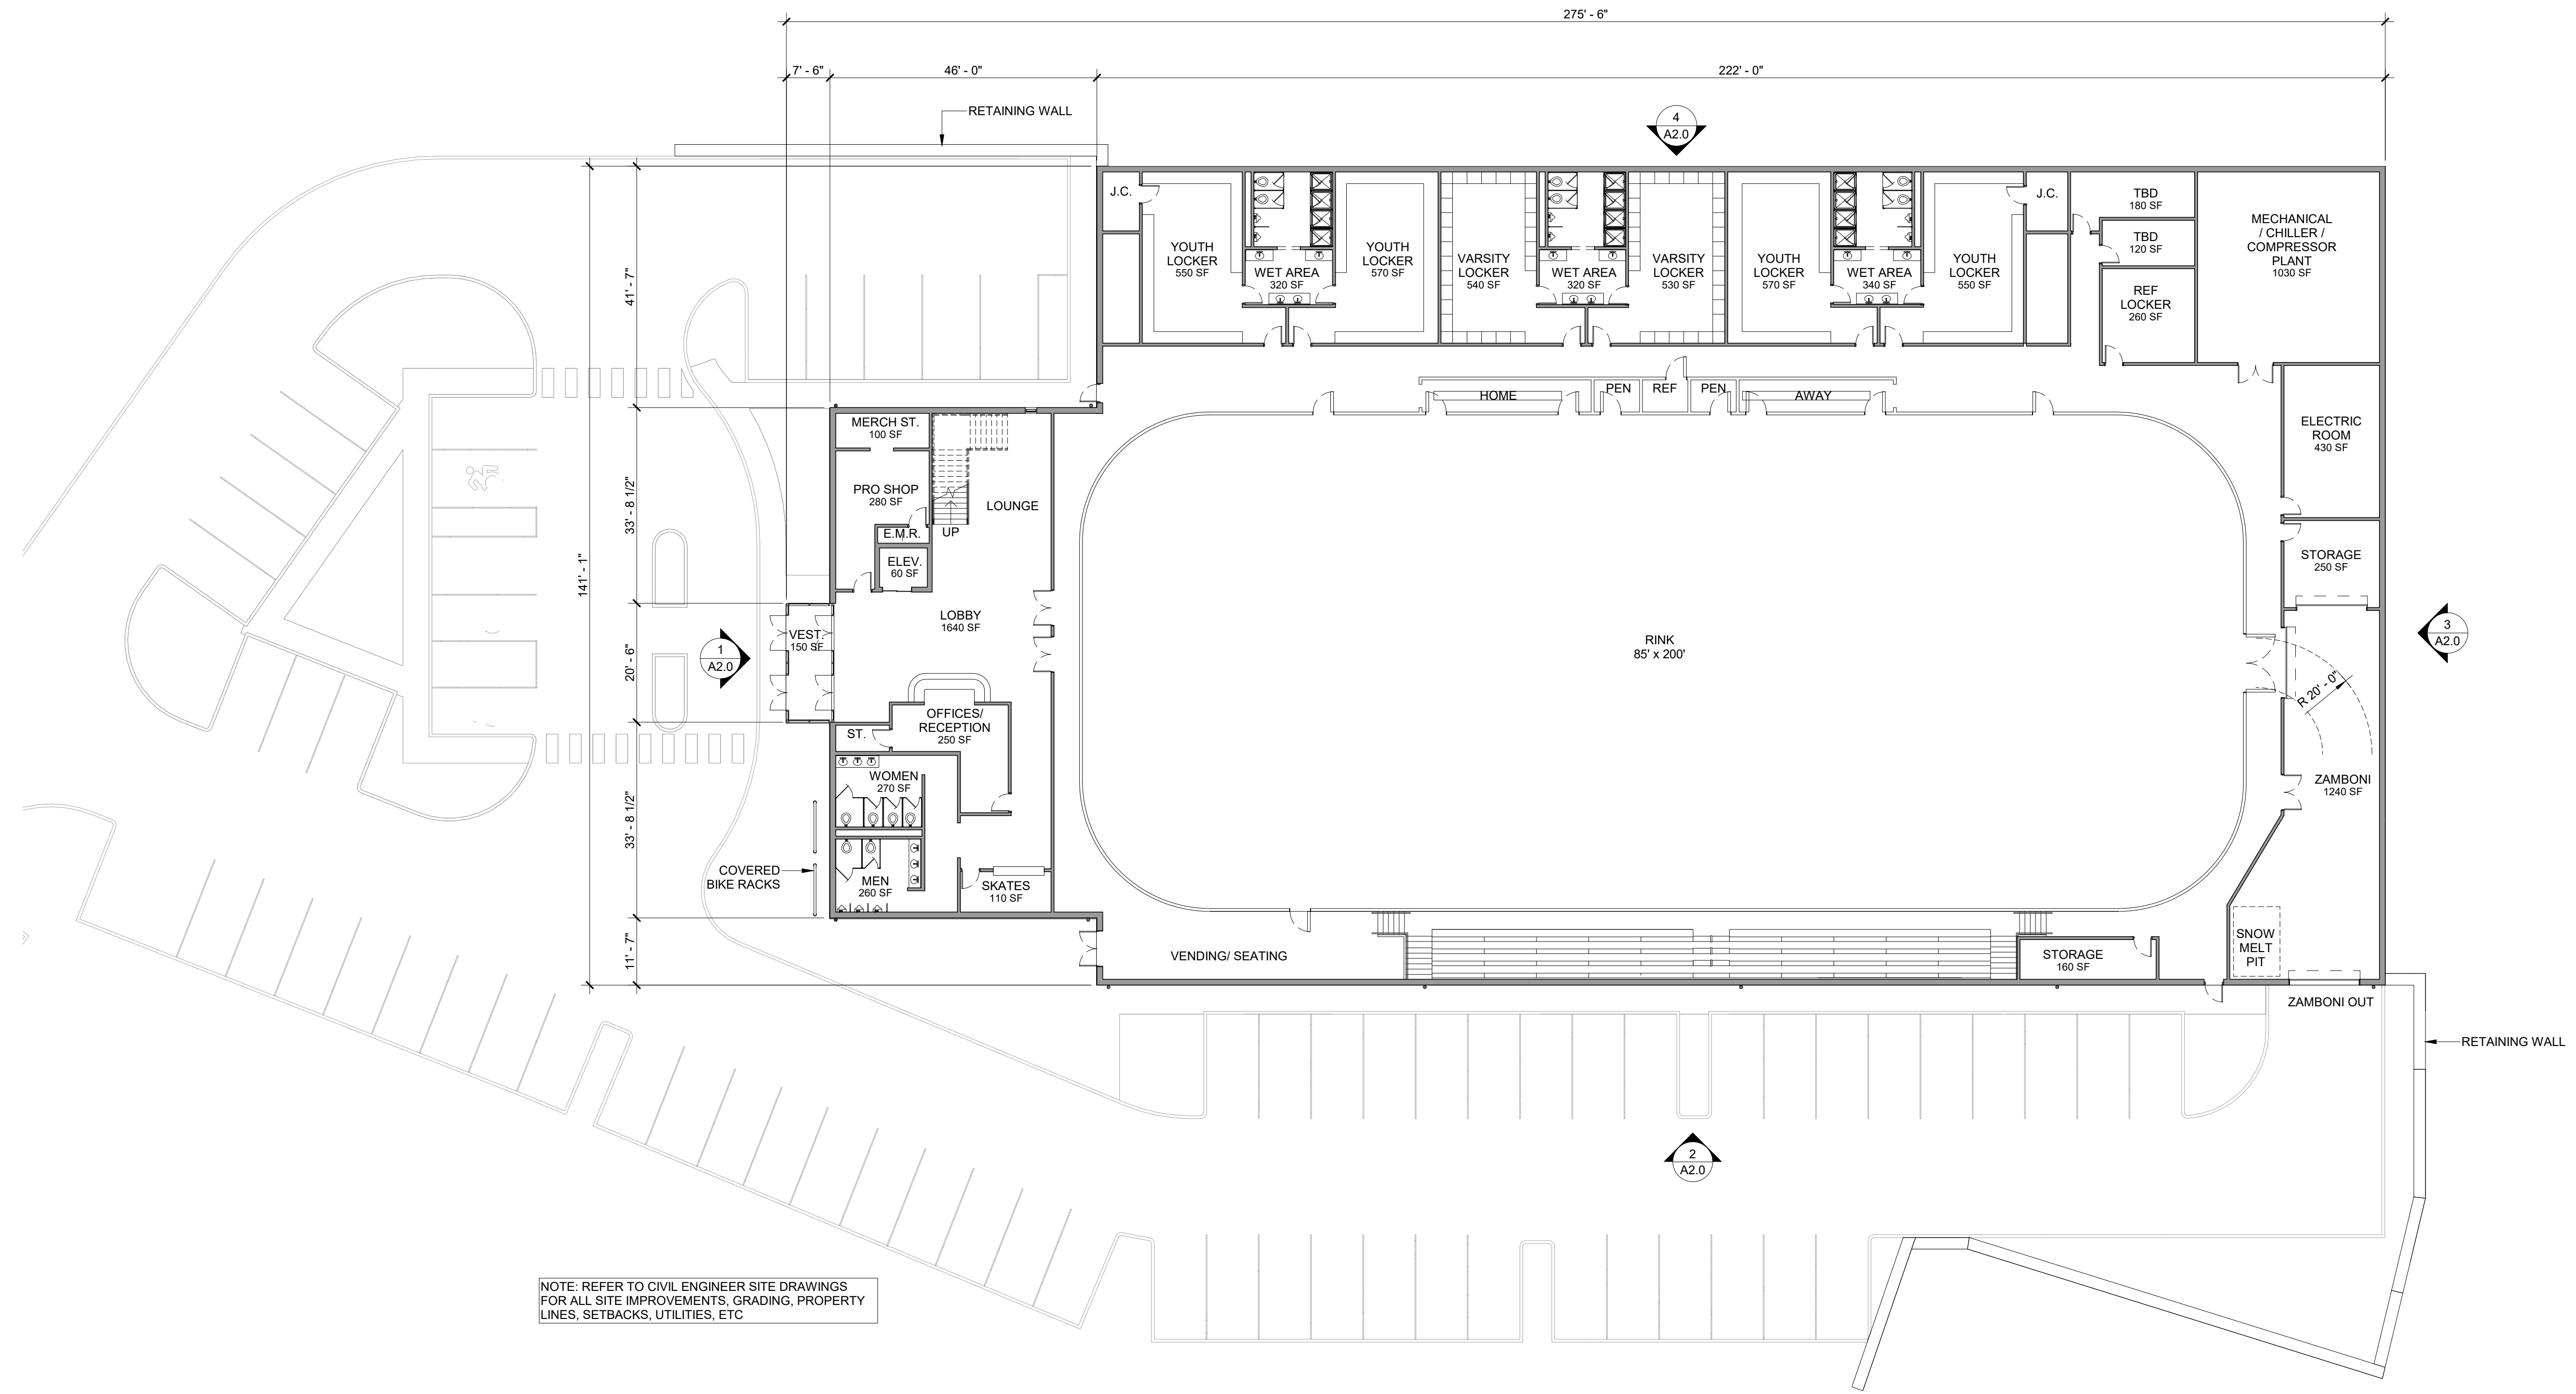 275' - 6"
7' - 6"
46' - 0"
222' - 0"
RETAINING WALL
4
A2.0
J.C.
YOUTH
LOCKER
550 SF
WET AREA
320 SF
YOUTH
LOCKER
570 SF
VARSITY
LOCKER
540 SF
WET AREA
320 SF
VARSITY
LOCKER
530 SF
YOUTH
LOCKER
570 SF
WET AREA
340 SF
YOUTH
LOCKER
550 SF
J.C.
TBD
180 SF
TBD
120 SF
REF
LOCKER
260 SF
MECHANICAL
/ CHILLER /
COMPRESSOR
PLANT
1030 SF
41' - 7"
33' - 8 1/2"
141' - 1"
20' - 6"
33' - 8 1/2"
11' - 7"
HOME
PEN
REF
PEN
AWAY
MERCH ST.
100 SF
PRO SHOP
280 SF
E.M.R.
UP
LOUNGE
ELEV.
60 SF
ELECTRIC
ROOM
430 SF
STORAGE
250 SF
LOBBY
1640 SF
VEST.
150 SF
1
A2.0
RINK
85' x 200'
3
A2.0
R 20' - 0"
OFFICES/
RECEPTION
250 SF
ST.
WOMEN
270 SF
ZAMBONI
1240 SF
COVERED
BIKE RACKS
MEN
260 SF
SKATES
110 SF
VENDING/ SEATING
STORAGE
160 SF
SNOW
MELT
PIT
ZAMBONI OUT
RETAINING WALL
2
A2.0
NOTE: REFER TO CIVIL ENGINEER SITE DRAWINGS
FOR ALL SITE IMPROVEMENTS, GRADING, PROPERTY
LINES, SETBACKS, UTILITIES, ETC